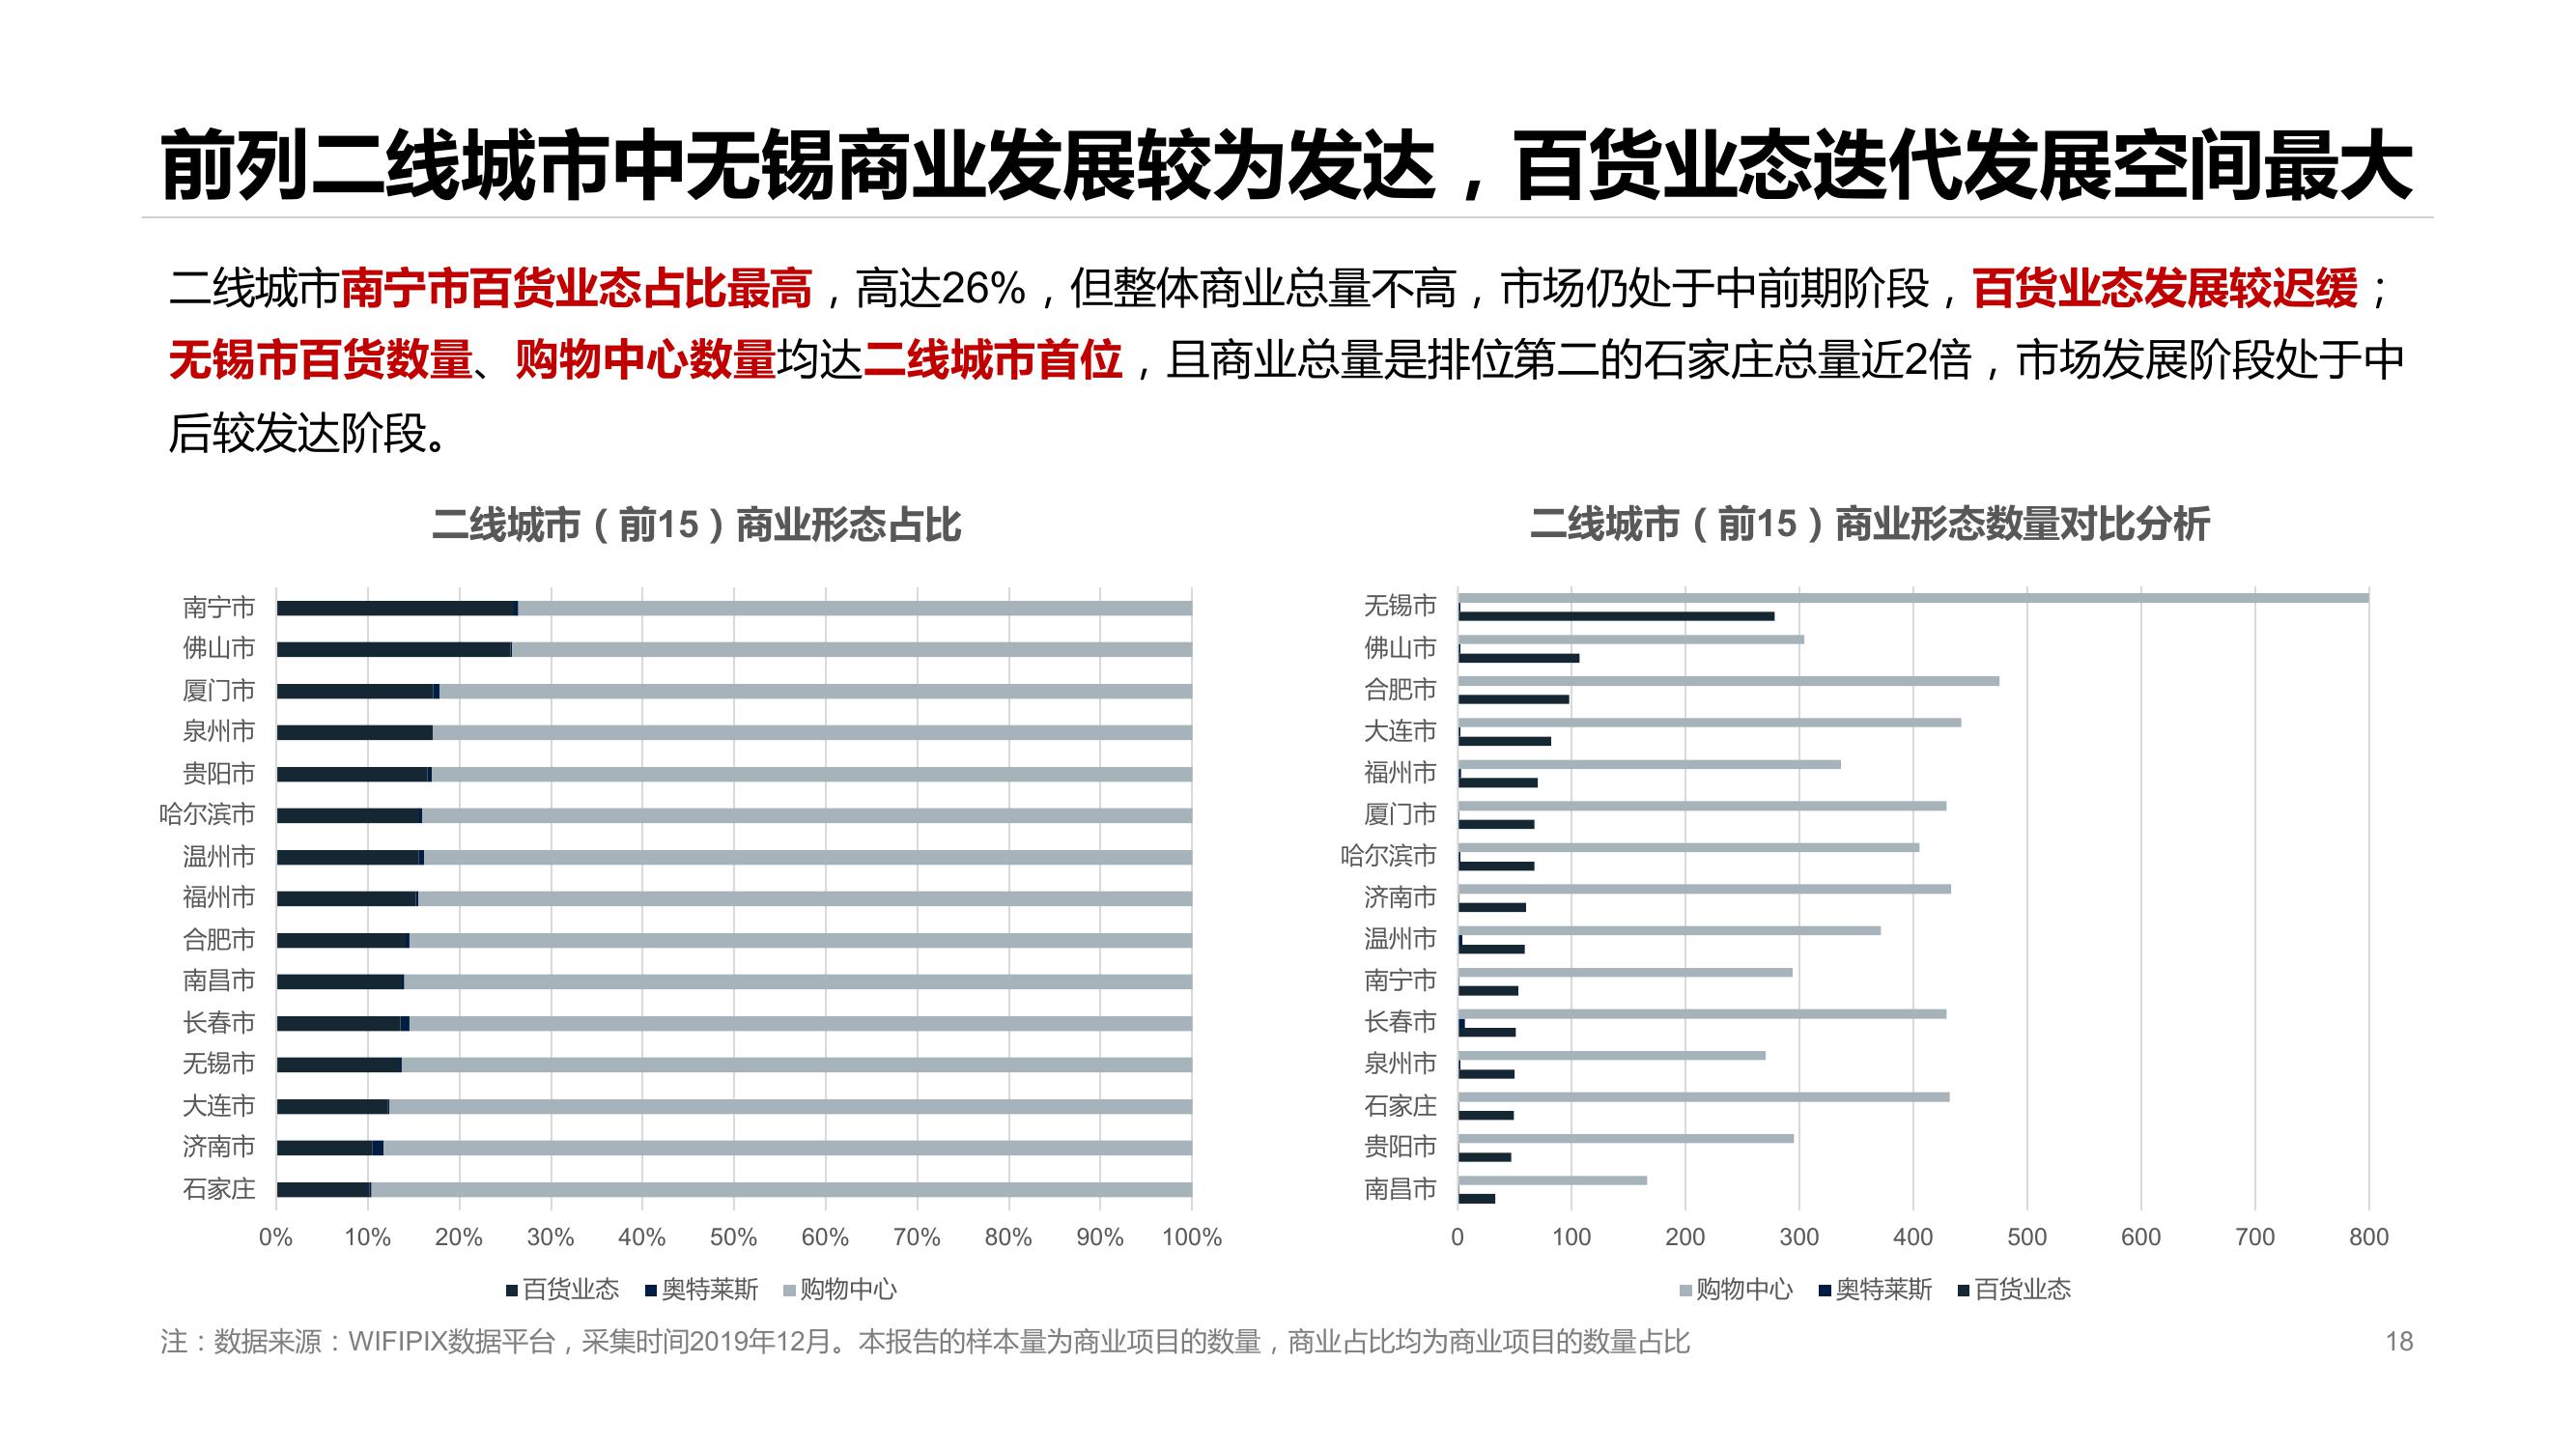 前列二线城市中无锡商业发展较为发达，百货业态迭代发展空间最大
二线城市南宁市百货业态占比最高，高达26%，但整体商业总量不高，市场仍处于中前期阶段，百货业态发展较迟缓；
无锡市百货数量、购物中心数量均达二线城市首位，且商业总量是排位第二的石家庄总量近2倍，市场发展阶段处于中
后较发达阶段。
二线城市（前15）商业形态占比
南宁市
佛山市
厦门市
泉州市
贵阳市
哈尔滨市
温州市
福州市
合肥市
南昌市
长春市
无锡市
大连市
济南市
石家庄
0% 10% 20% 30% 40% 50% 60% 70% 80% 90% 100%
百货业态 奥特莱斯 购物中心
二线城市（前15）商业形态数量对比分析
无锡市
佛山市
合肥市
大连市
福州市
厦门市
哈尔滨市
济南市
温州市
南宁市
长春市
泉州市
石家庄
贵阳市
南昌市
0 100 200 300 400 500 600 700 800
购物中心 奥特莱斯 百货业态
注：数据来源：WIFIPIX数据平台，采集时间2019年12月。本报告的样本量为商业项目的数量，商业占比均为商业项目的数量占比
18